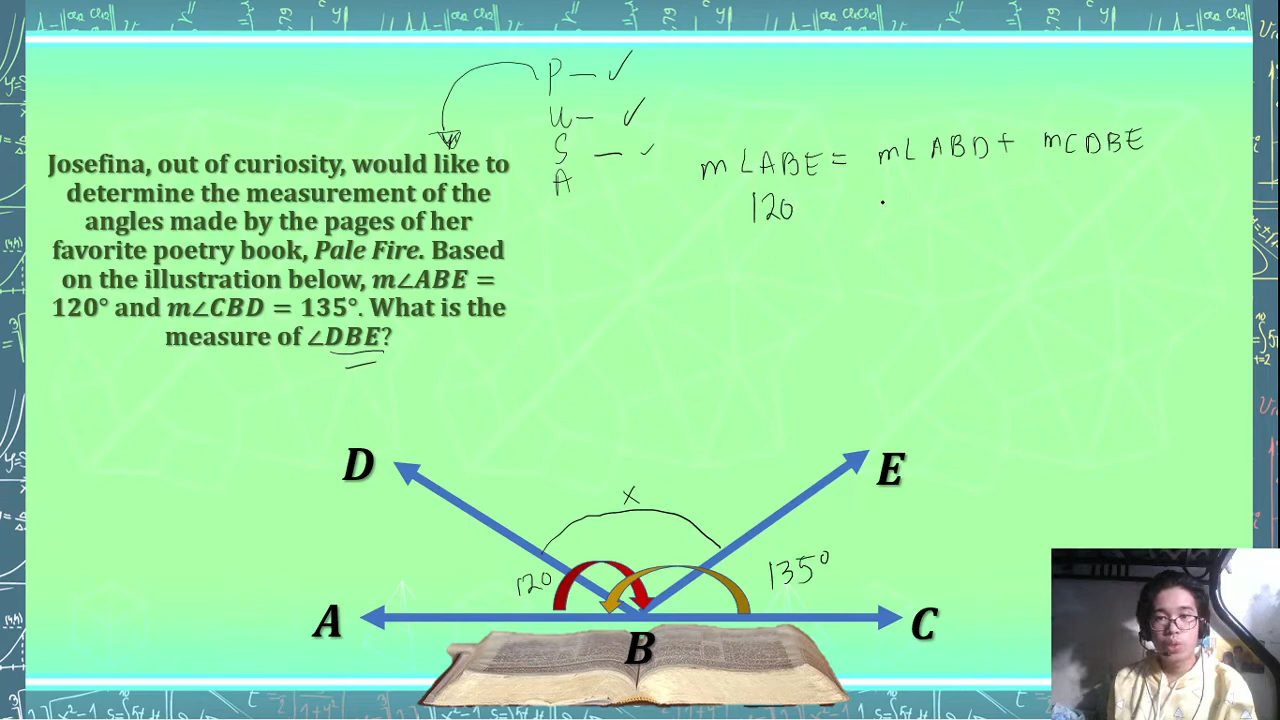 P — ✓
U — ✓
S — ✓
A
m∠ABE = m∠ABD + m∠DBE
120 .
Josefina, out of curiosity, would like to
determine the measurement of the
angles made by the pages of her
favorite poetry book, Pale Fire. Based
on the illustration below, m∠ABE =
120° and m∠CBD = 135°. What is the
measure of ∠DBE?
D
E
x
120
135°
A
B
C